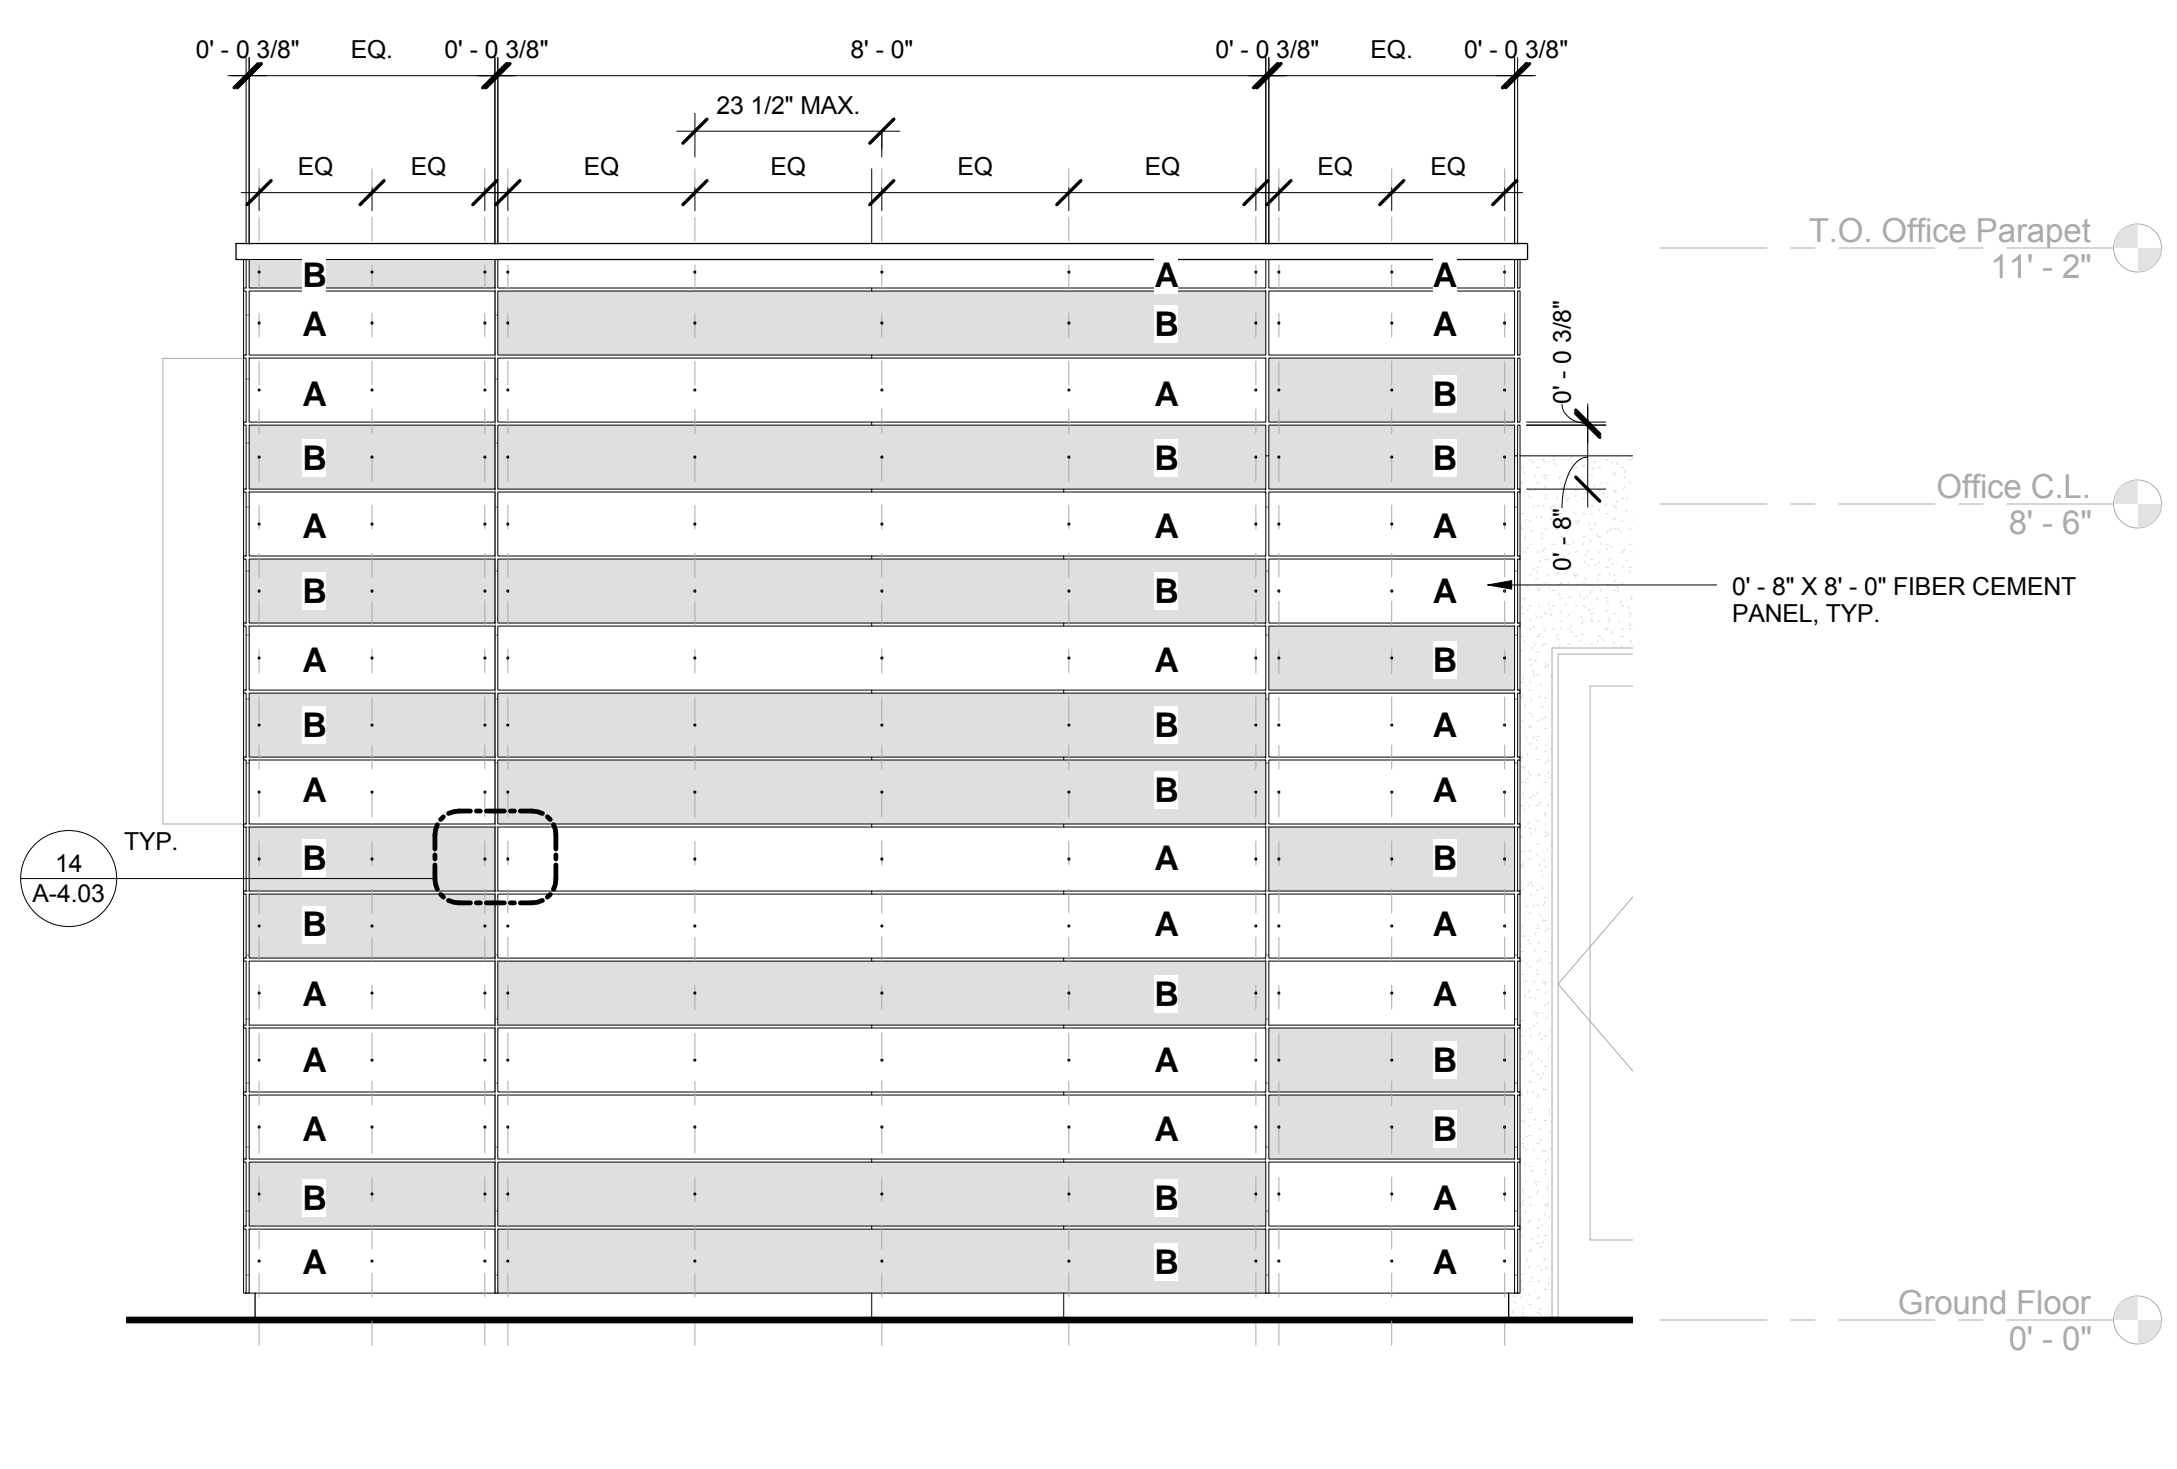 0' - 0 3/8" EQ. 0' - 0 3/8" 8' - 0" 0' - 0 3/8" EQ. 0' - 0 3/8"
23 1/2" MAX.
EQ EQ EQ EQ EQ EQ EQ EQ
T.O. Office Parapet
11' - 2"
B A A
A B A
0' - 0 3/8"
A A B
B B B
Office C.L.
8' - 6"
A A A
0' - 8"
B B A
0' - 8" X 8' - 0" FIBER CEMENT
PANEL, TYP.
A A B
B B A
A B A
TYP.
14
A-4.03
B A B
B A A
A B A
A A B
A A B
B B A
A B A
Ground Floor
0' - 0"